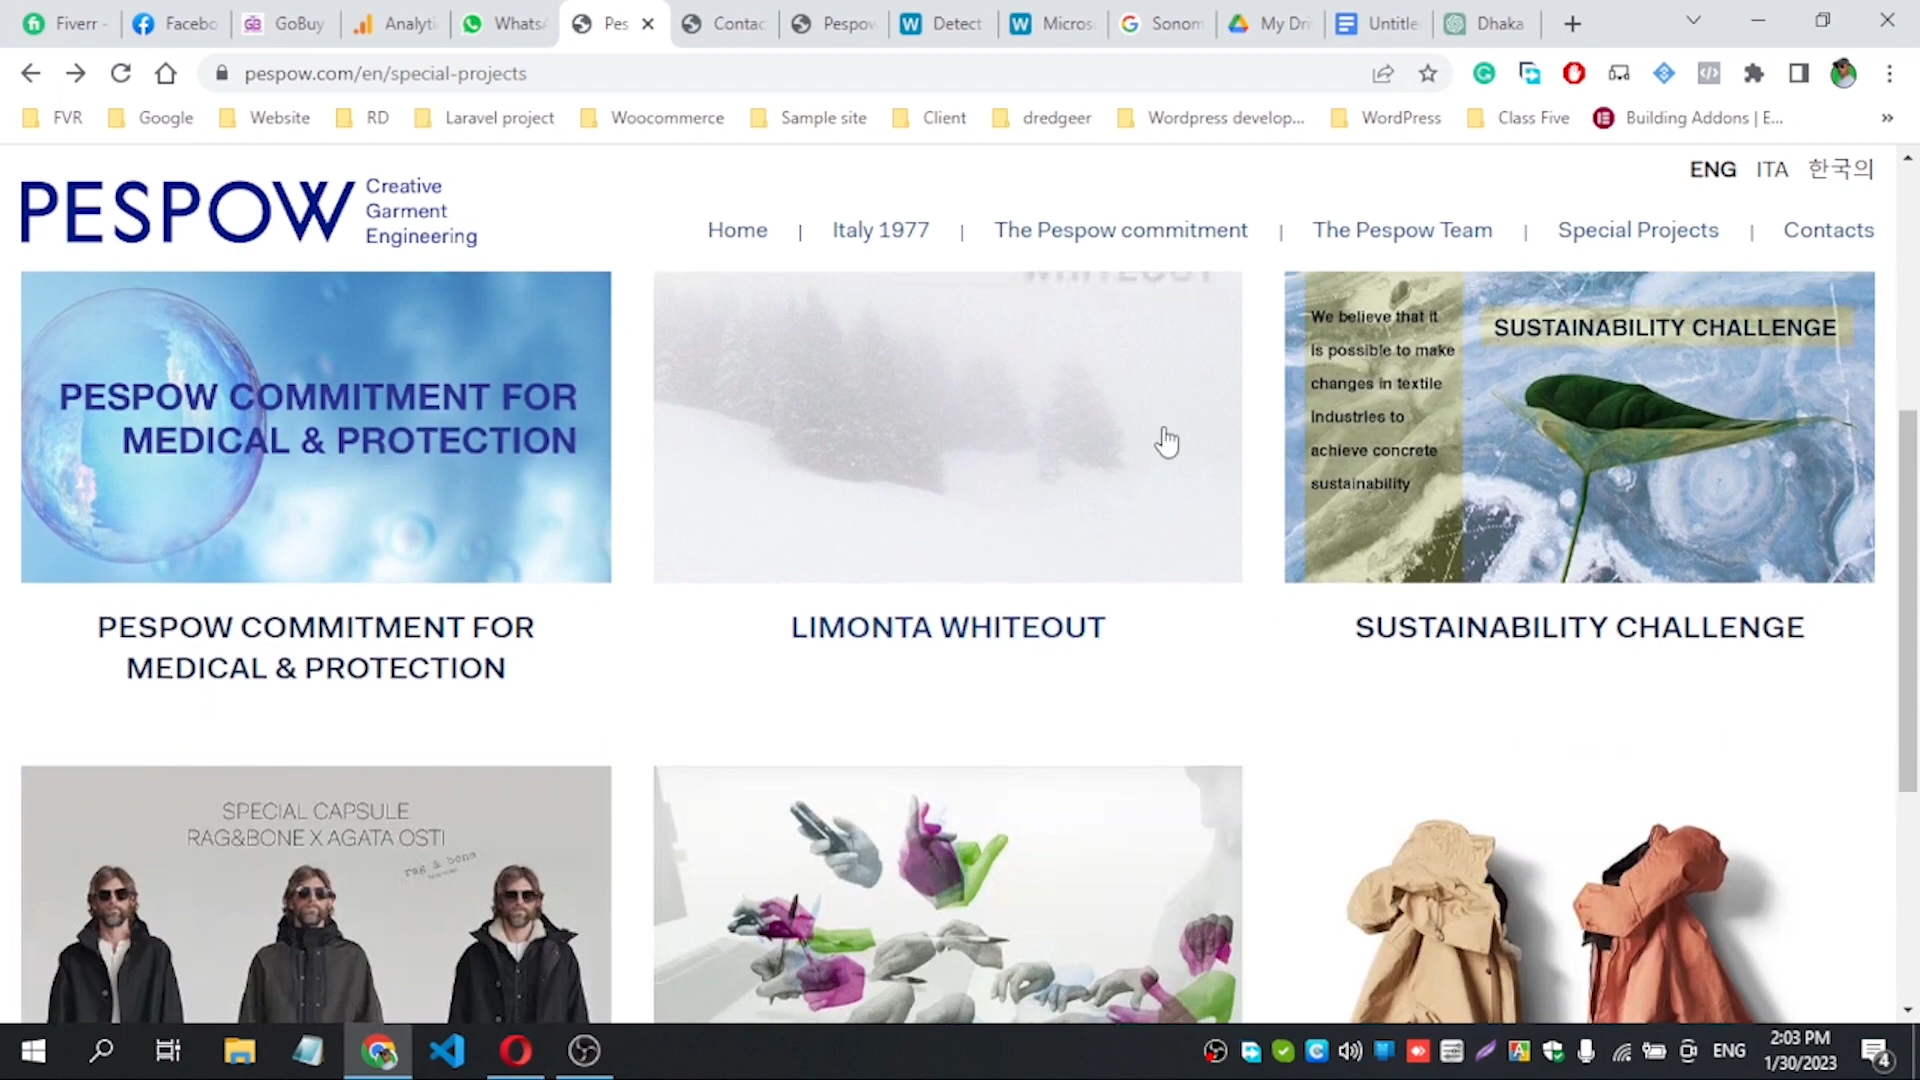 Fiverr -
Facebo
GoBuy
Analyti
Whats
Pes
Contac
Pespow
Detect
Micros
Sonom
My Dri
Untitle
Dhaka
pespow.com/en/special-projects
FVR
Google
Website
RD
Laravel project
Woocommerce
Sample site
Client
dredgeer
Wordpress develop...
WordPress
Class Five
Building Addons | E...
»
ENG ITA 한국의
PESPOW
Creative
Garment
Engineering
Home | Italy 1977 | The Pespow commitment | The Pespow Team | Special Projects | Contacts
PESPOW COMMITMENT FOR
MEDICAL & PROTECTION
WHITEOUT
We believe that it
is possible to make
changes in textile
industries to
achieve concrete
sustainability
SUSTAINABILITY CHALLENGE
PESPOW COMMITMENT FOR
MEDICAL & PROTECTION
LIMONTA WHITEOUT
SUSTAINABILITY CHALLENGE
SPECIAL CAPSULE
RAG&BONE X AGATA OSTI
rag & bone
ENG
2:03 PM
1/30/2023
4